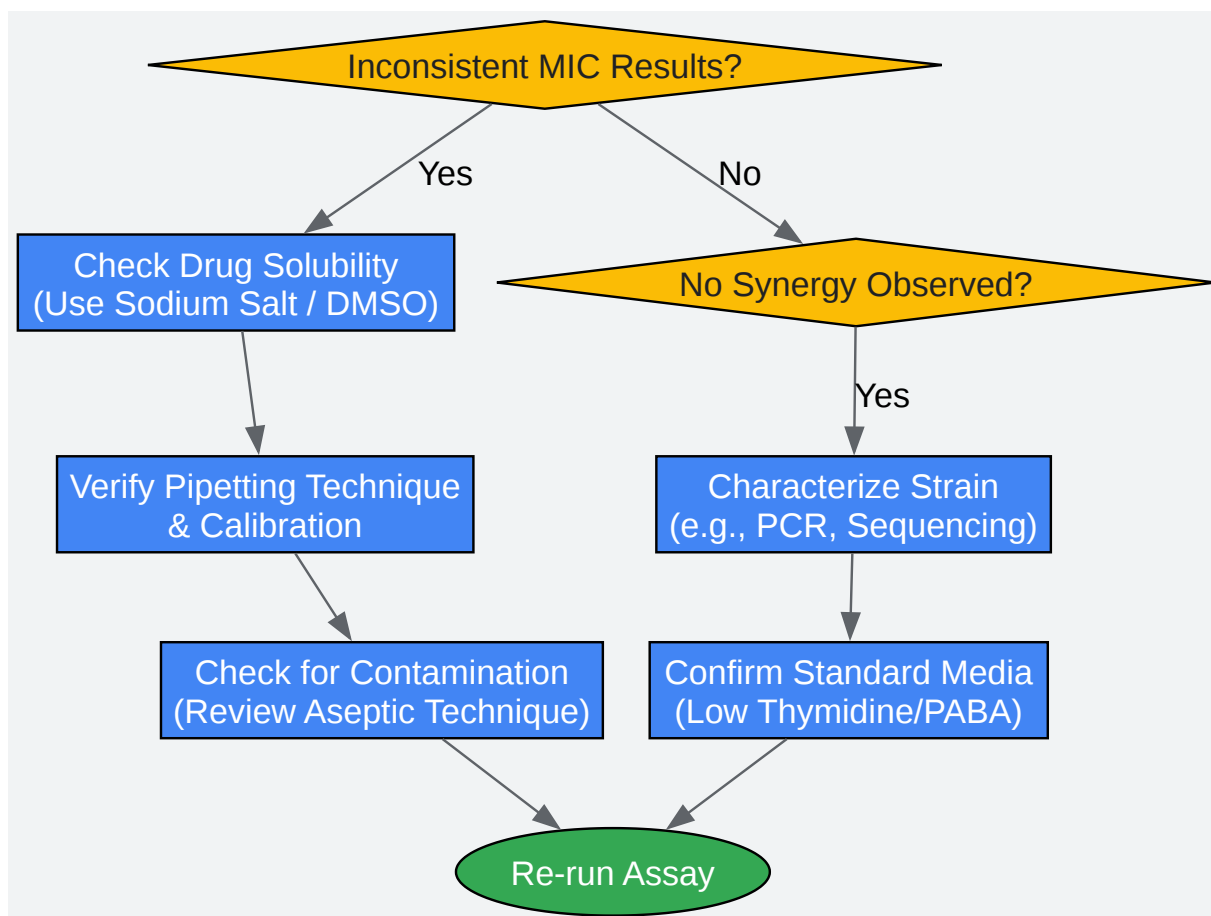 Inconsistent MIC Results?
Yes
No
Check Drug Solubility
(Use Sodium Salt / DMSO)
No Synergy Observed?
Yes
Verify Pipetting Technique
& Calibration
Characterize Strain
(e.g., PCR, Sequencing)
Check for Contamination
(Review Aseptic Technique)
Confirm Standard Media
(Low Thymidine/PABA)
Re-run Assay